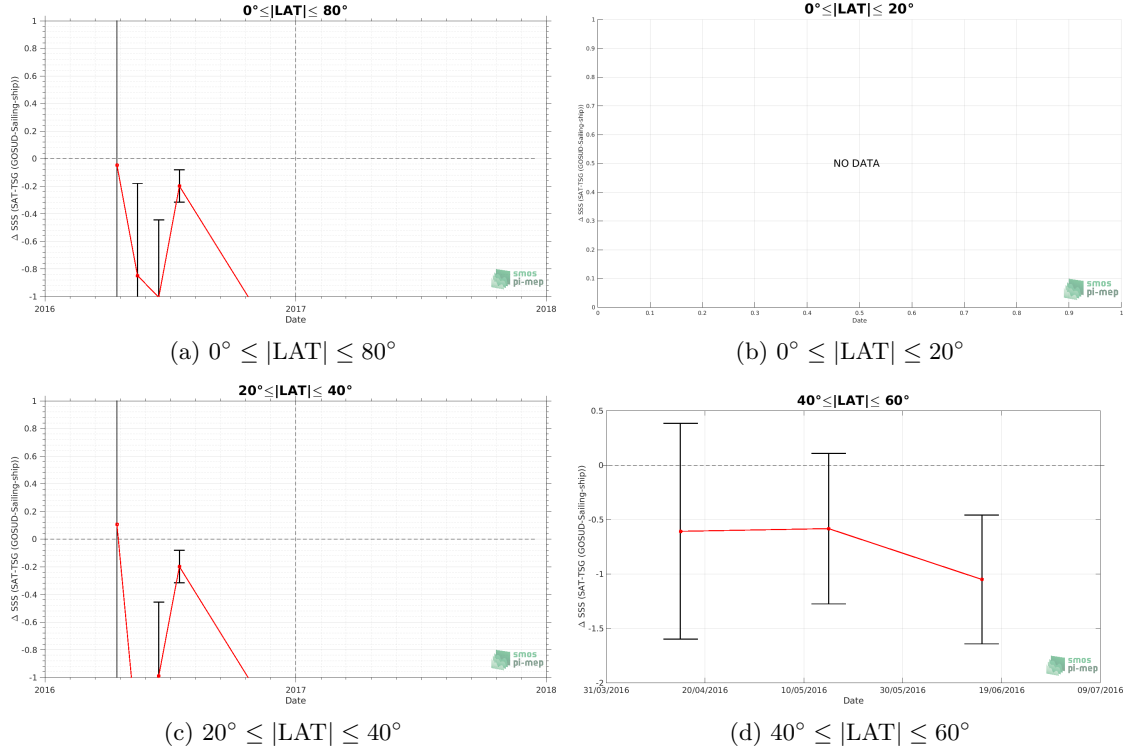 0°≤|LAT|≤ 80°
Δ SSS (SAT-TSG (GOSUD-Sailing-ship))
1
0.8
0.6
0.4
0.2
0
-0.2
-0.4
-0.6
-0.8
-1
2016
2017
2018
Date
smos
pi-mep
(a) 0° ≤ |LAT| ≤ 80°
0°≤|LAT|≤ 20°
Δ SSS (SAT-TSG (GOSUD-Sailing-ship))
1
0.9
0.8
0.7
0.6
0.5
0.4
0.3
0.2
0.1
0
NO DATA
0 0.1 0.2 0.3 0.4 0.5 0.6 0.7 0.8 0.9 1
Date
smos
pi-mep
(b) 0° ≤ |LAT| ≤ 20°
20°≤|LAT|≤ 40°
Δ SSS (SAT-TSG (GOSUD-Sailing-ship))
1
0.8
0.6
0.4
0.2
0
-0.2
-0.4
-0.6
-0.8
-1
2016
2017
2018
Date
smos
pi-mep
(c) 20° ≤ |LAT| ≤ 40°
40°≤|LAT|≤ 60°
Δ SSS (SAT-TSG (GOSUD-Sailing-ship))
0.5
0
-0.5
-1
-1.5
-2
31/03/2016 20/04/2016 10/05/2016 30/05/2016 19/06/2016 09/07/2016
Date
smos
pi-mep
(d) 40° ≤ |LAT| ≤ 60°